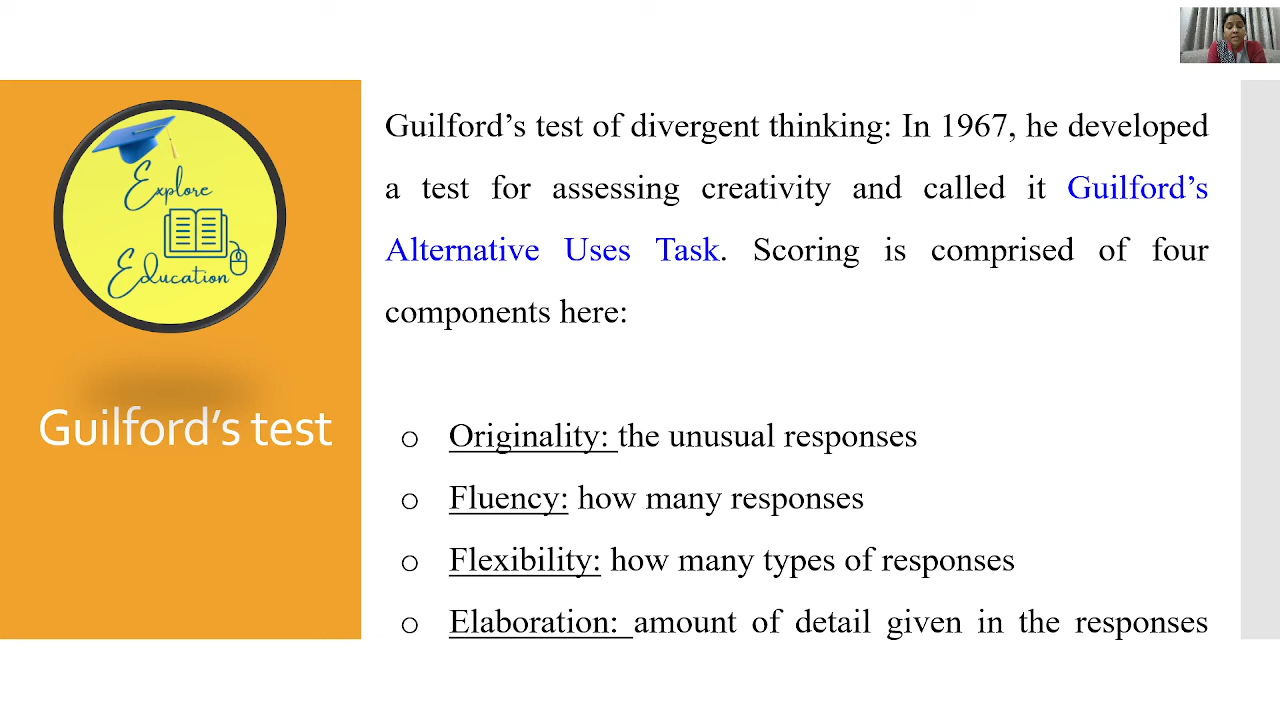 Explore
Education
Guilford's test
Guilford's test of divergent thinking: In 1967, he developed
a test for assessing creativity and called it Guilford's
Alternative Uses Task. Scoring is comprised of four
components here:
o Originality: the unusual responses
o Fluency: how many responses
o Flexibility: how many types of responses
o Elaboration: amount of detail given in the responses